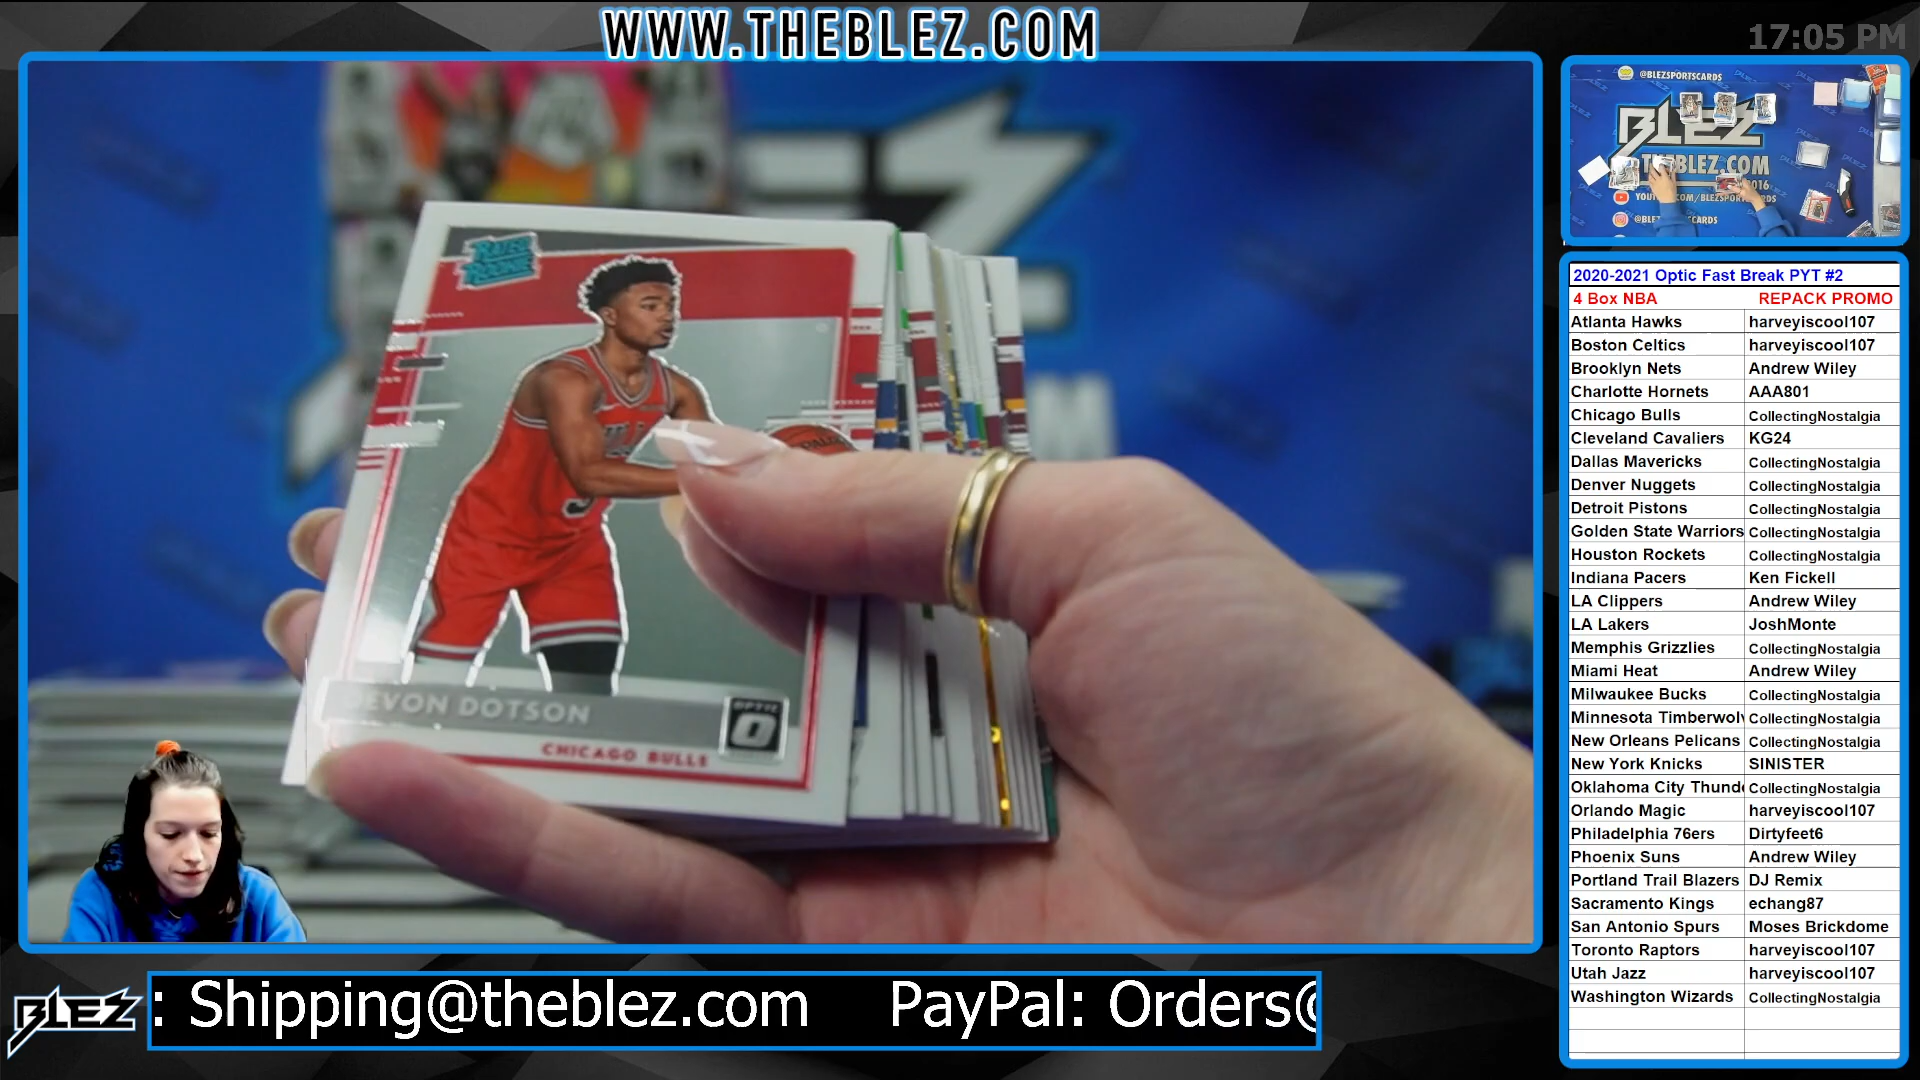 WWW.THEBLEZ.COM
17:05 PM
RATED
ROOKIE
DEVON DOTSON
OPTIC
CHICAGO BULLS
@BLEZSPORTSCARDS
BLEZ
THEBLEZ.COM
2020-2021 Optic Fast Break PYT #2
4 Box NBA REPACK PROMO
Atlanta Hawks harveyiscool107
Boston Celtics harveyiscool107
Brooklyn Nets Andrew Wiley
Charlotte Hornets AAA801
Chicago Bulls CollectingNostalgia
Cleveland Cavaliers KG24
Dallas Mavericks CollectingNostalgia
Denver Nuggets CollectingNostalgia
Detroit Pistons CollectingNostalgia
Golden State Warriors CollectingNostalgia
Houston Rockets CollectingNostalgia
Indiana Pacers Ken Fickell
LA Clippers Andrew Wiley
LA Lakers JoshMonte
Memphis Grizzlies CollectingNostalgia
Miami Heat Andrew Wiley
Milwaukee Bucks CollectingNostalgia
Minnesota Timberwolv CollectingNostalgia
New Orleans Pelicans CollectingNostalgia
New York Knicks SINISTER
Oklahoma City Thunde CollectingNostalgia
Orlando Magic harveyiscool107
Philadelphia 76ers Dirtyfeet6
Phoenix Suns Andrew Wiley
Portland Trail Blazers DJ Remix
Sacramento Kings echang87
San Antonio Spurs Moses Brickdome
Toronto Raptors harveyiscool107
Utah Jazz harveyiscool107
Washington Wizards CollectingNostalgia
BLEZ
: Shipping@theblez.com PayPal: Orders@